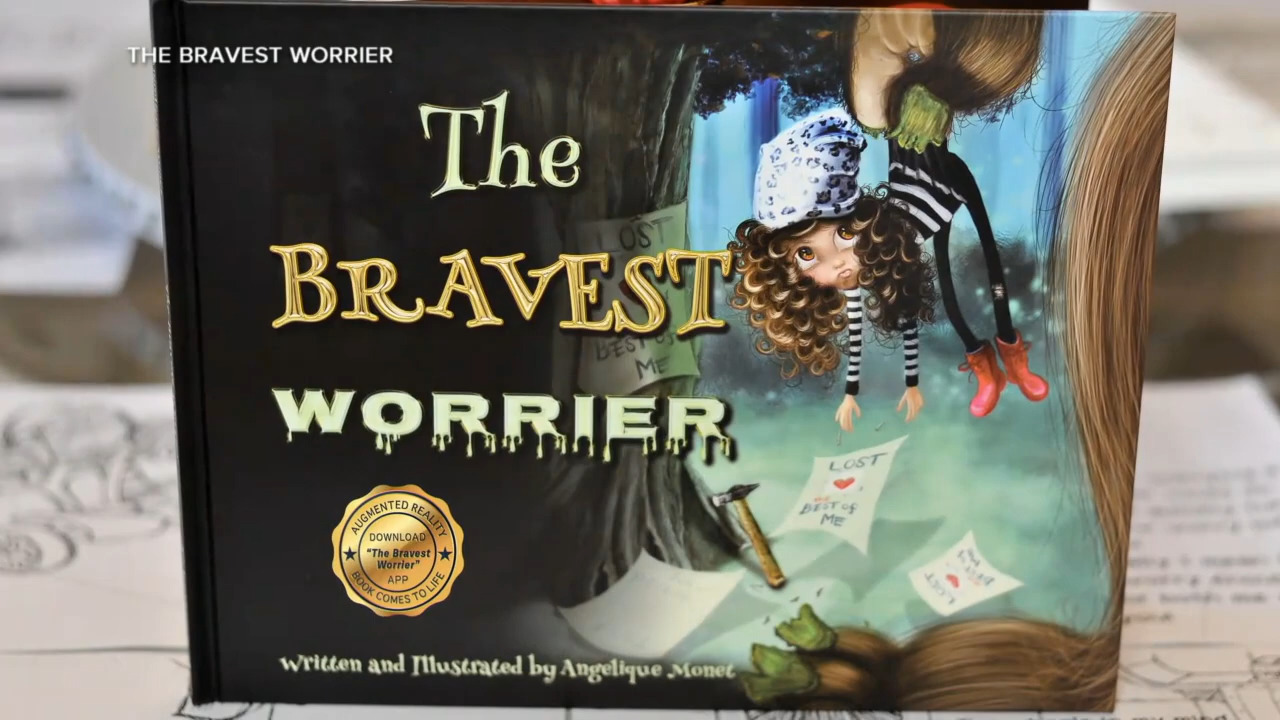 THE BRAVEST WORRIER
The
BRAVEST
WORRIER
LOST
BEST OF
ME
LOST
BEST OF
ME
LOST
AUGMENTED REALITY
DOWNLOAD
"The Bravest
Worrier"
APP
BOOK COMES TO LIFE
Written and Illustrated by Angelique Monet